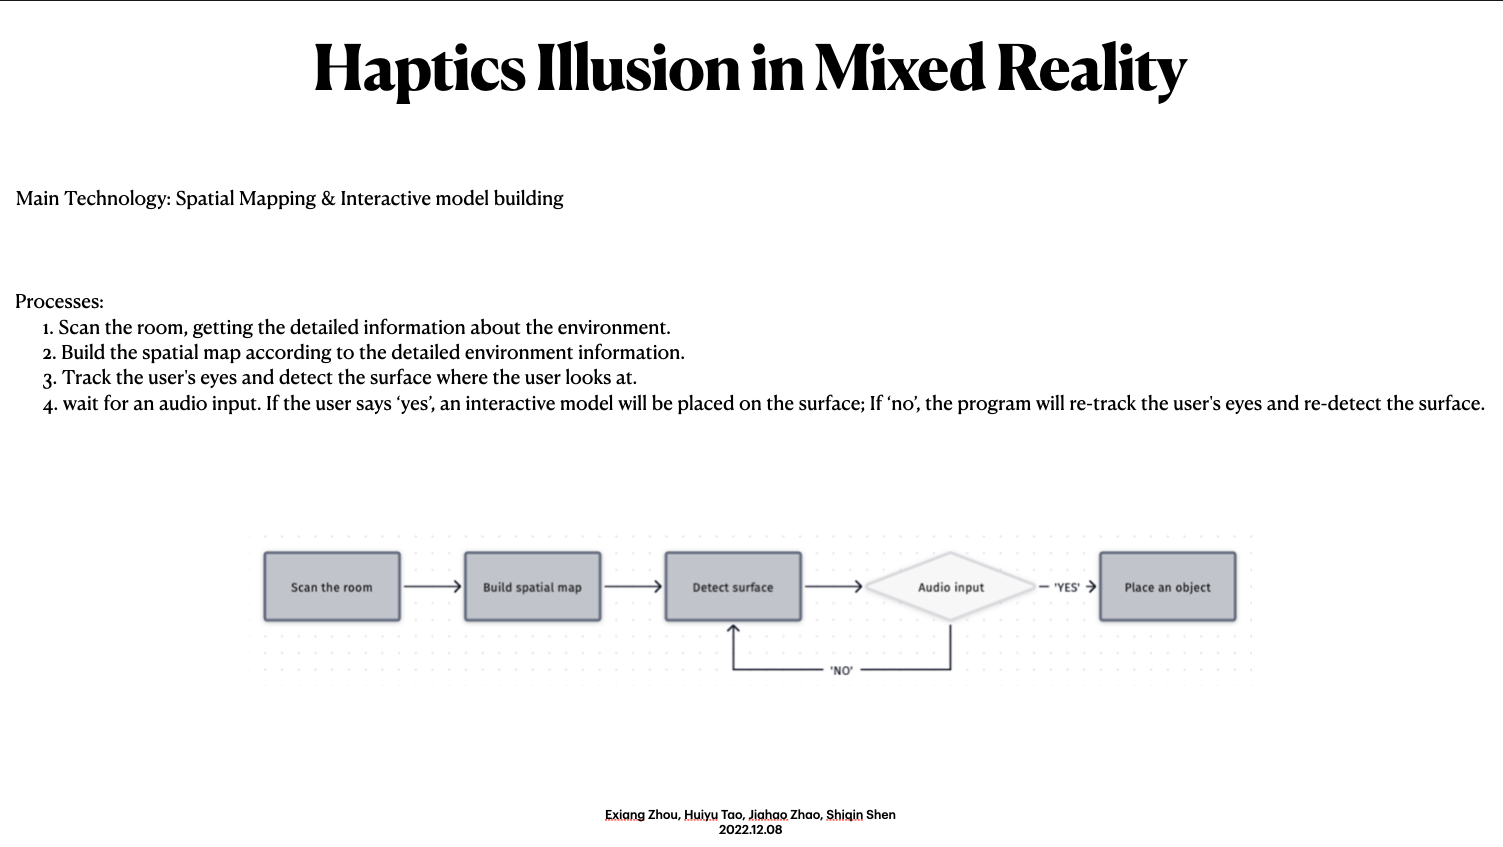 Haptics Illusion in Mixed Reality
Main Technology: Spatial Mapping & Interactive model building
Processes:
1. Scan the room, getting the detailed information about the environment.
2. Build the spatial map according to the detailed environment information.
3. Track the user's eyes and detect the surface where the user looks at.
4. wait for an audio input. If the user says ‘yes’, an interactive model will be placed on the surface; If ‘no’, the program will re-track the user's eyes and re-detect the surface.
Scan the room
Build spatial map
Detect surface
Audio input
'YES'
Place an object
'NO'
Exiang Zhou, Huiyu Tao, Jiahao Zhao, Shiqin Shen
2022.12.08